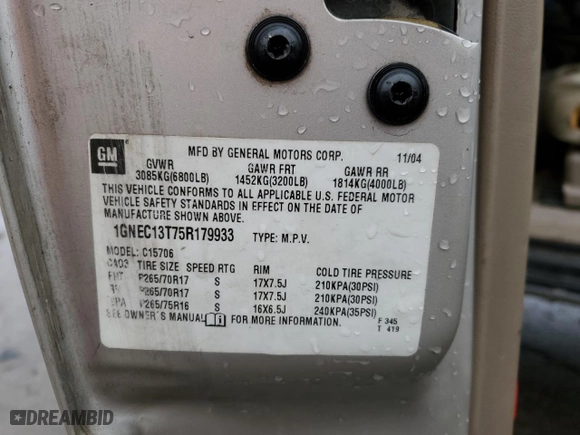 GM
MFD BY GENERAL MOTORS CORP. 11/04
GVWR GAWR FRT GAWR RR
3085KG(6800LB) 1452KG(3200LB) 1814KG(4000LB)
THIS VEHICLE CONFORMS TO ALL APPLICABLE U.S. FEDERAL MOTOR
VEHICLE SAFETY STANDARDS IN EFFECT ON THE DATE OF
MANUFACTURE SHOWN ABOVE.
1GNEC13T75R179933 TYPE: M.P.V.
MODEL: C15706
TIRE SIZE SPEED RTG RIM COLD TIRE PRESSURE
FRT P265/70R17 S 17X7.5J 210KPA(30PSI)
P265/70R17 S 17X7.5J 210KPA(30PSI)
SPA P265/75R16 S 16X6.5J 240KPA(35PSI)
SEE OWNER'S MANUAL FOR MORE INFORMATION.
F 345
T 419
DREAMBID